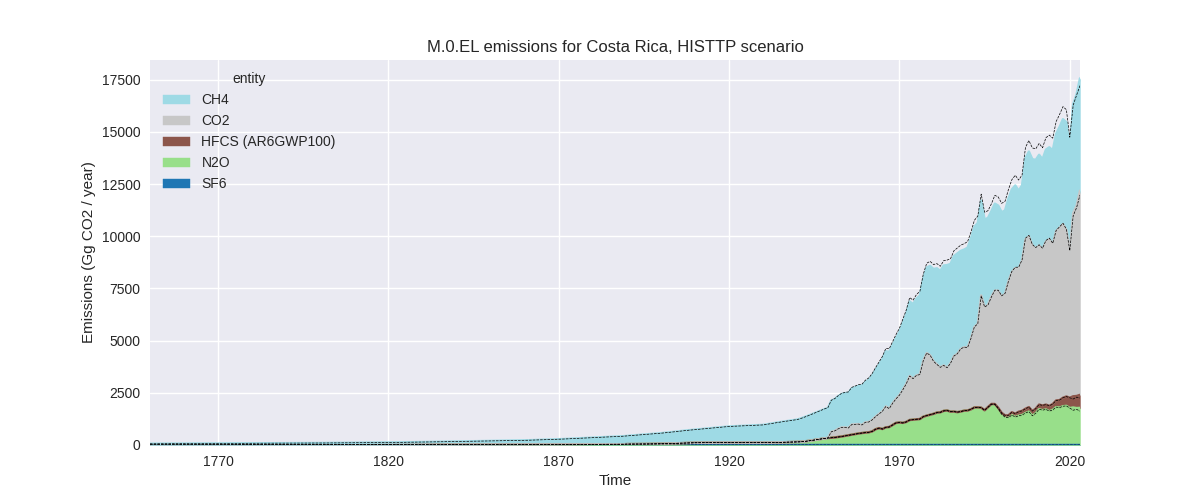 M.0.EL emissions for Costa Rica, HISTTP scenario
17500
15000
12500
10000
7500
5000
2500
0
Emissions (Gg CO2 / year)
entity
CH4
CO2
HFCS (AR6GWP100)
N2O
SF6
1770
1820
1870
1920
1970
2020
Time